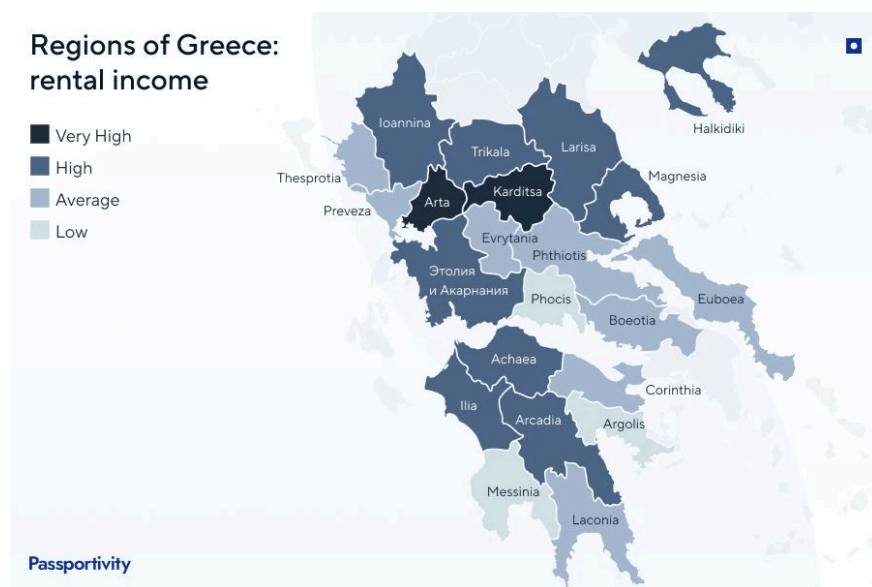 Regions of Greece:
rental income
Very High
High
Average
Low
Ioannina
Trikala
Larisa
Halkidiki
Thesprotia
Magnesia
Preveza
Arta
Karditsa
Evrytania
Phthiotis
Этолия
и Акарнания
Phocis
Euboea
Boeotia
Achaea
Corinthia
Ilia
Arcadia
Argolis
Messinia
Laconia
Passportivity